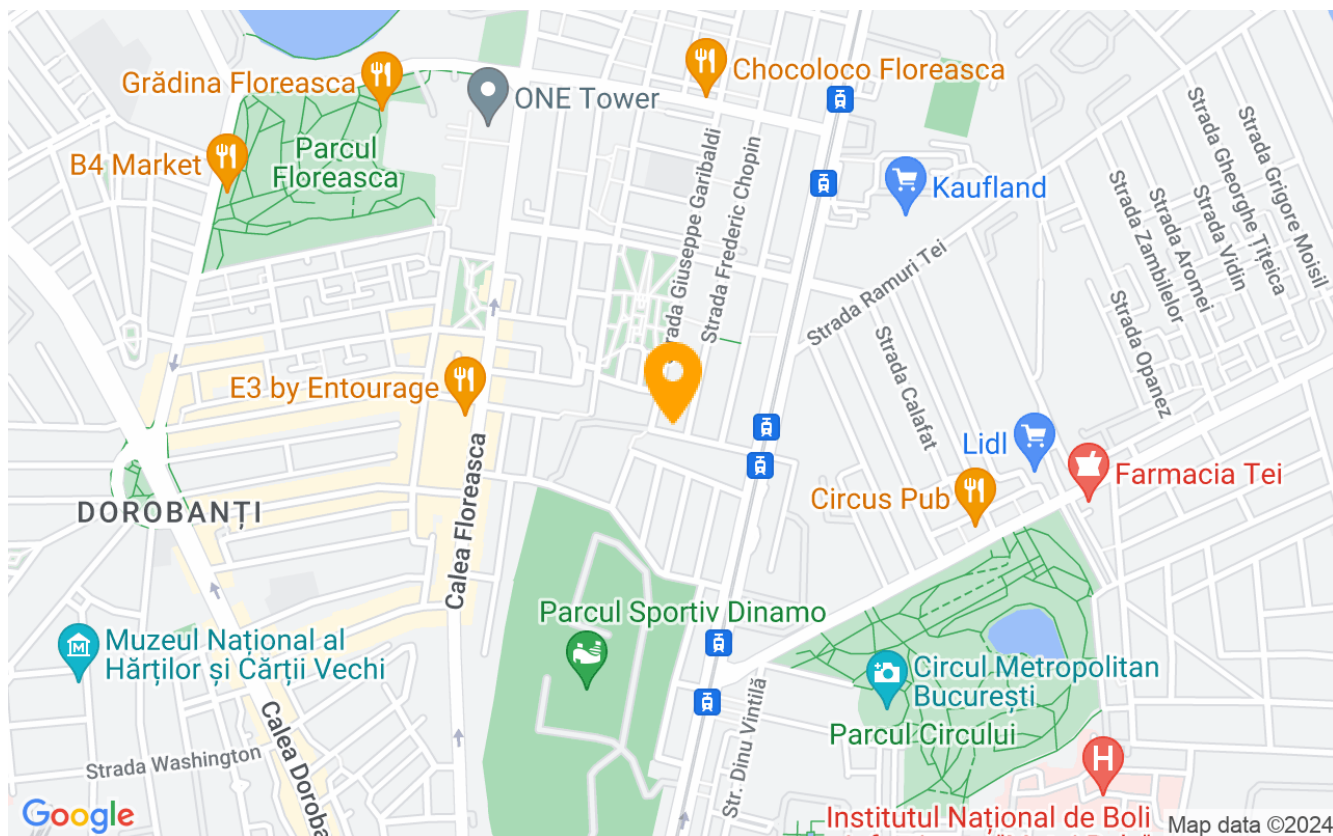 Grădina Floreasca
ONE Tower
Chocoloco Floreasca
B4 Market
Parcul
Floreasca
Kaufland
Strada Giuseppe Garibaldi
Strada Frederic Chopin
Strada Ramuri Tei
Strada Grigore Moisil
Strada Gheorghe Țițeica
Strada Vidin
Strada Aromei
Strada Zambilelor
Strada Opanez
Strada Calafat
E3 by Entourage
Lidl
Farmacia Tei
Circus Pub
DOROBANȚI
Calea Floreasca
Parcul Sportiv Dinamo
Muzeul Național al
Hărților și Cărții Vechi
Circul Metropolitan
București
Parcul Circului
Str. Dinu Vintilă
Strada Washington
Calea Doroba
H
Institutul Național de Boli
Google
Map data ©2024